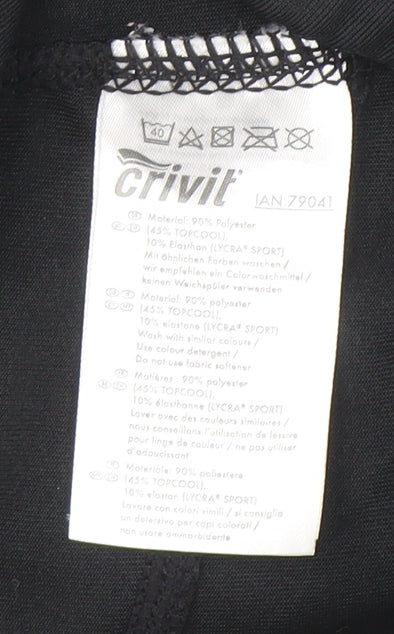 40
crivit
IAN 79041
Material: 90% Polyester
(45% TOPCOOL),
10% Elasthan (LYCRA® SPORT)
Mit ähnlichen Farben waschen /
wir empfehlen ein Colorwaschmittel /
keinen Weichspüler verwenden
Material: 90% polyester
(45% TOPCOOL),
10% elastane (LYCRA® SPORT)
Wash with similar colours /
Use colour detergent /
Do not use fabric softener
Matières : 90% polyester
(45% TOPCOOL),
10% élasthanne (LYCRA® SPORT)
Laver avec des couleurs similaires /
nous conseillons l'utilisation de lessive
pour linge de couleur / ne pas utiliser
d'adoucissant
Materiale: 90% poliestere
(45% TOPCOOL),
10% elastan (LYCRA® SPORT)
Lavare con colori simili / si consiglia
un detersivo per capi colorati /
non usare ammorbidente